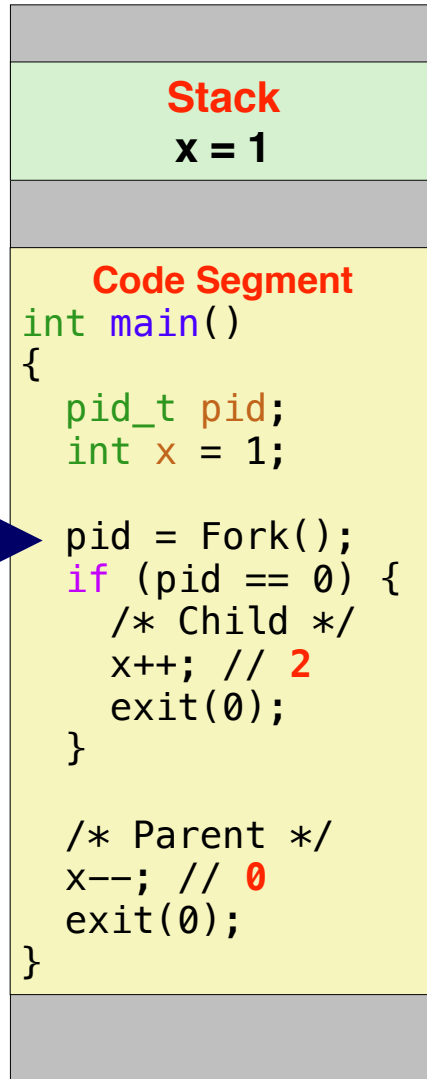 Stack
x = 1
Code Segment
int main()
{
  pid_t pid;
  int x = 1;

  pid = Fork();
  if (pid == 0) {
    /* Child */
    x++; // 2
    exit(0);
  }

  /* Parent */
  x--; // 0
  exit(0);
}